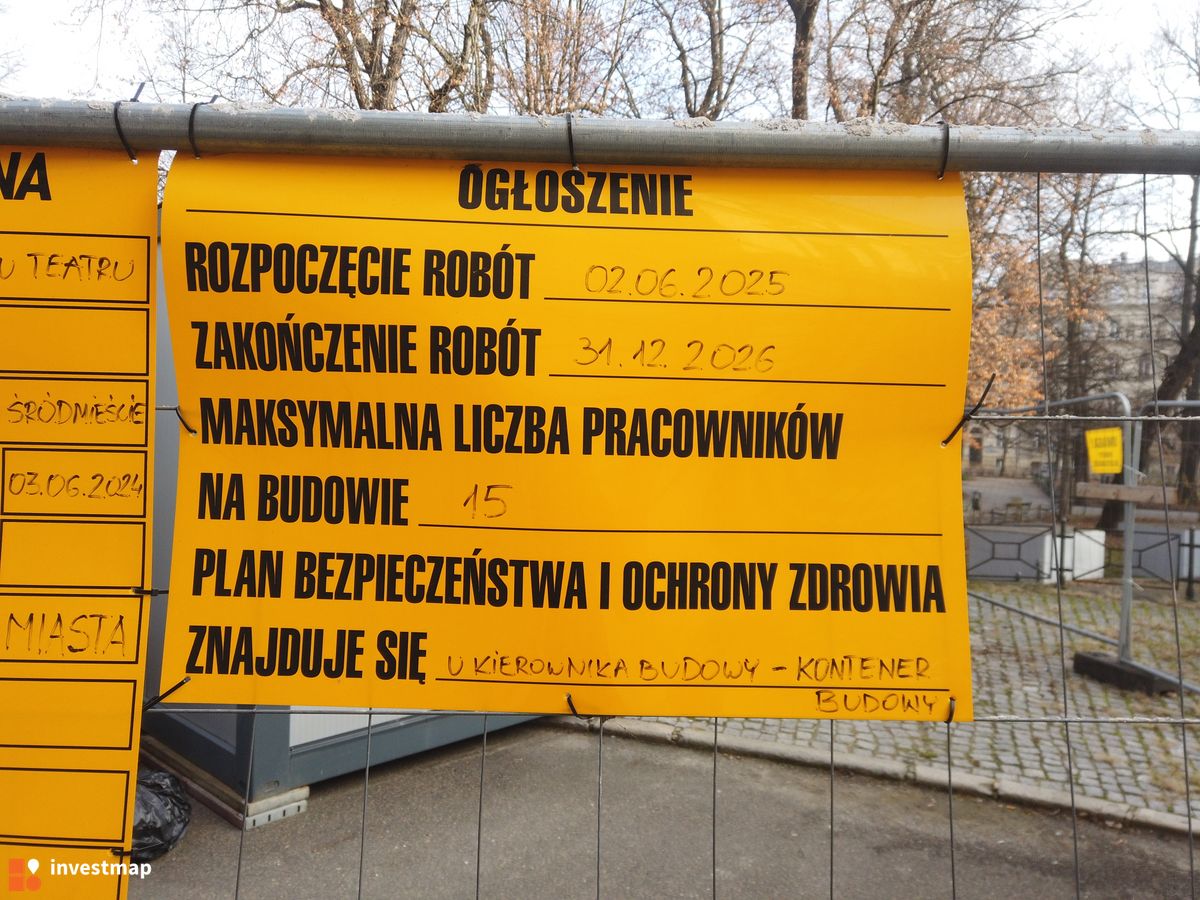 NA
U TEATRU
ŚRÓDMIEŚCIE
03.06.2024
MIASTA
OGŁOSZENIE
ROZPOCZĘCIE ROBÓT 02.06.2025
ZAKOŃCZENIE ROBÓT 31.12.2026
MAKSYMALNA LICZBA PRACOWNIKÓW
NA BUDOWIE 15
PLAN BEZPIECZEŃSTWA I OCHRONY ZDROWIA
ZNAJDUJE SIĘ U KIEROWNIKA BUDOWY - KONTENER
BUDOWY
investmap